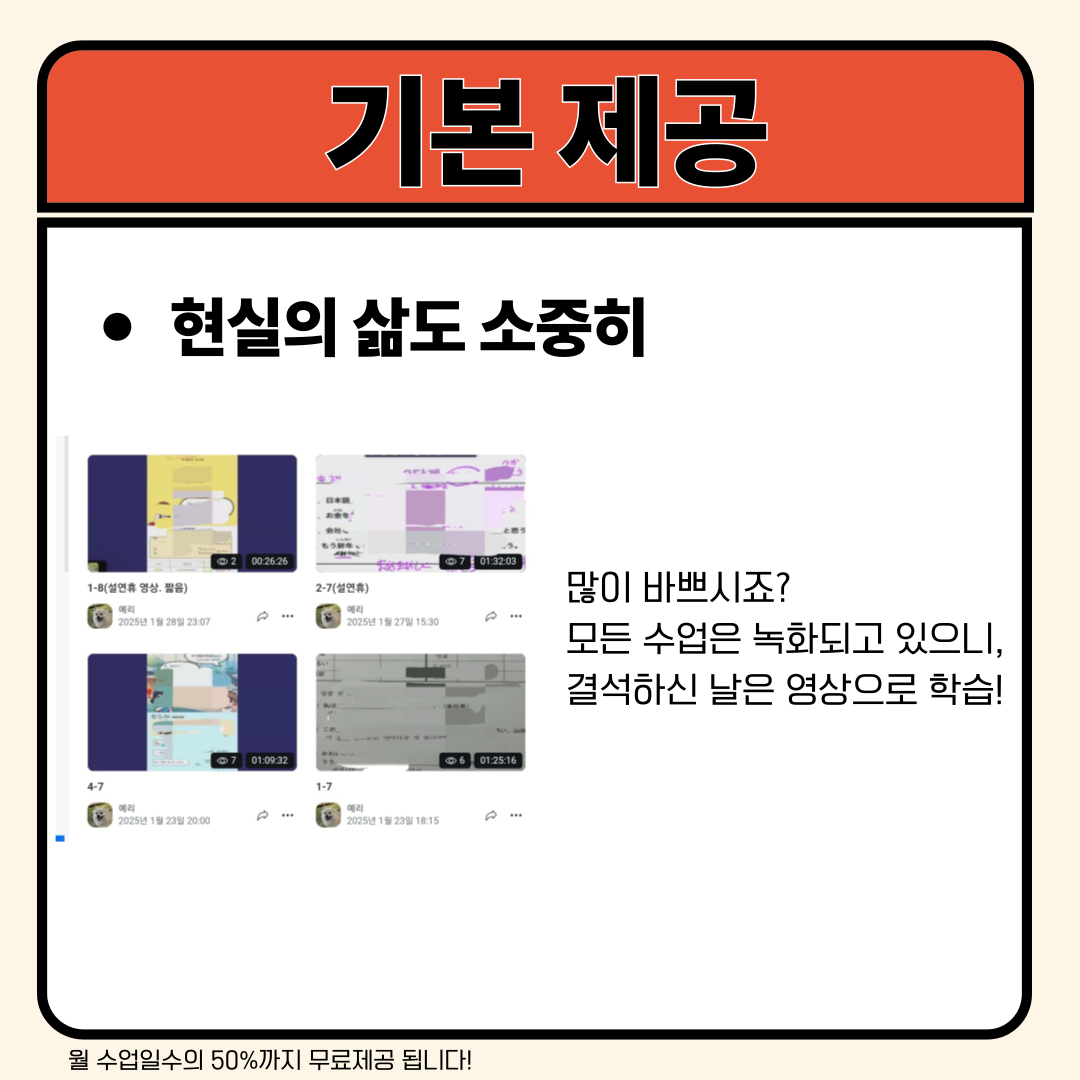 기본 제공
• 현실의 삶도 소중히
2 00:26:26
1-8(설연휴 영상. 짧음)
예리
2025년 1월 28일 23:07
日本語
お金を
会社
と思う
もう新年
う。
7 01:32:03
2-7(설연휴)
예리
2025년 1월 27일 15:30
7 01:09:32
4-7
예리
2025년 1월 23일 20:00
6 01:25:16
1-7
예리
2025년 1월 23일 18:15
많이 바쁘시죠?
모든 수업은 녹화되고 있으니,
결석하신 날은 영상으로 학습!
월 수업일수의 50%까지 무료제공 됩니다!